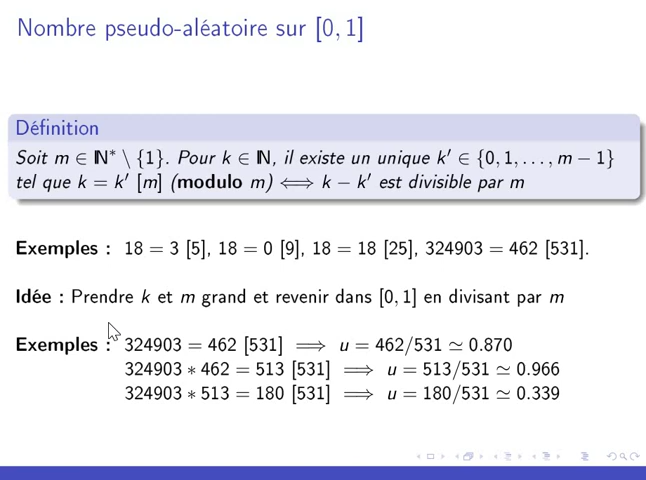 Nombre pseudo-aléatoire sur [0, 1]
Définition
Soit m ∈ ℕ* \ {1}. Pour k ∈ ℕ, il existe un unique k′ ∈ {0, 1, . . . , m − 1}
tel que k = k′ [m] (modulo m) ⟺ k − k′ est divisible par m
Exemples : 18 = 3 [5], 18 = 0 [9], 18 = 18 [25], 324903 = 462 [531].
Idée : Prendre k et m grand et revenir dans [0, 1] en divisant par m
Exemples : 324903 = 462 [531] ⟹ u = 462/531 ≃ 0.870
324903 * 462 = 513 [531] ⟹ u = 513/531 ≃ 0.966
324903 * 513 = 180 [531] ⟹ u = 180/531 ≃ 0.339